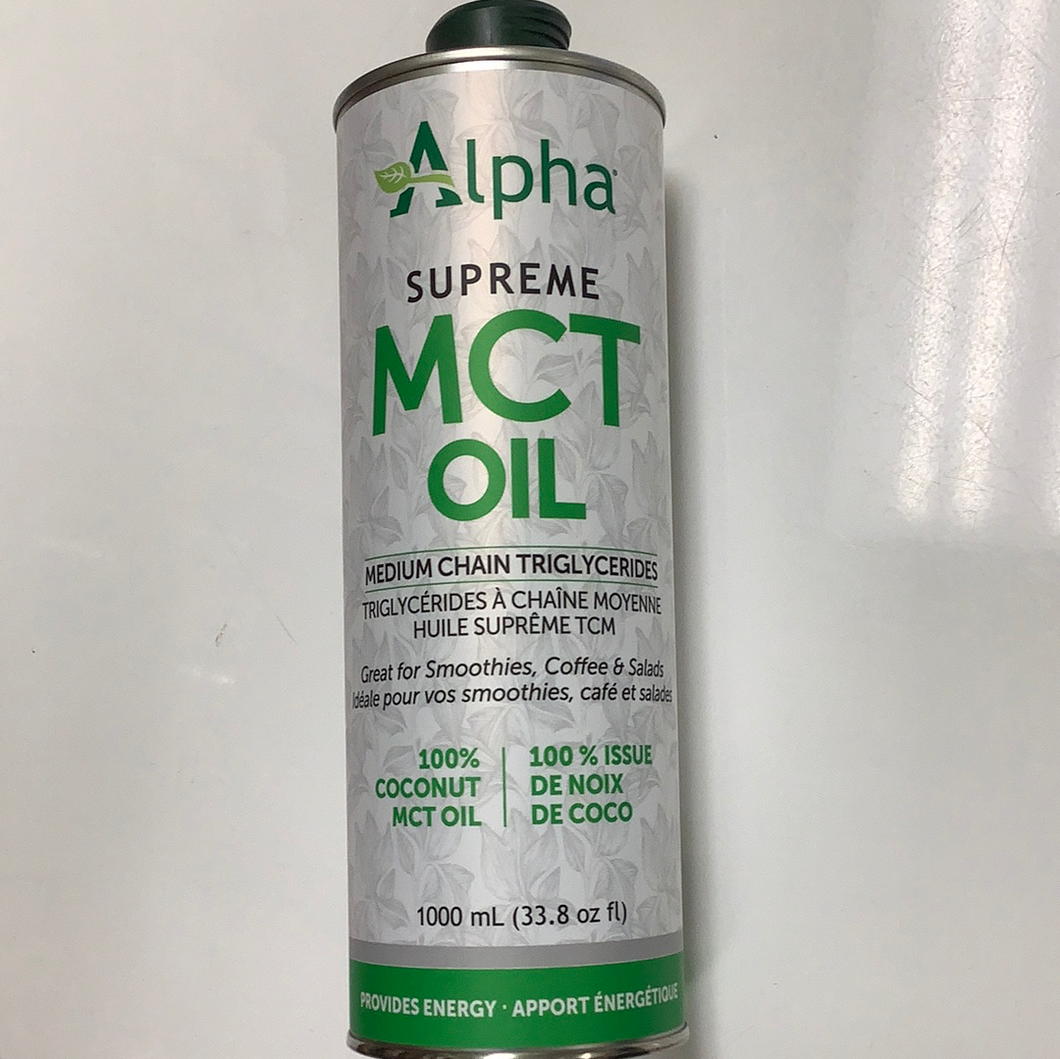 Alpha
SUPREME
MCT
OIL
MEDIUM CHAIN TRIGLYCERIDES
TRIGLYCÉRIDES À CHAÎNE MOYENNE
HUILE SUPRÊME TCM
Great for Smoothies, Coffee & Salads
Idéale pour vos smoothies, café et salades
100%
COCONUT
MCT OIL
100 % ISSUE
DE NOIX
DE COCO
1000 mL (33.8 oz fl)
PROVIDES ENERGY · APPORT ÉNERGÉTIQUE